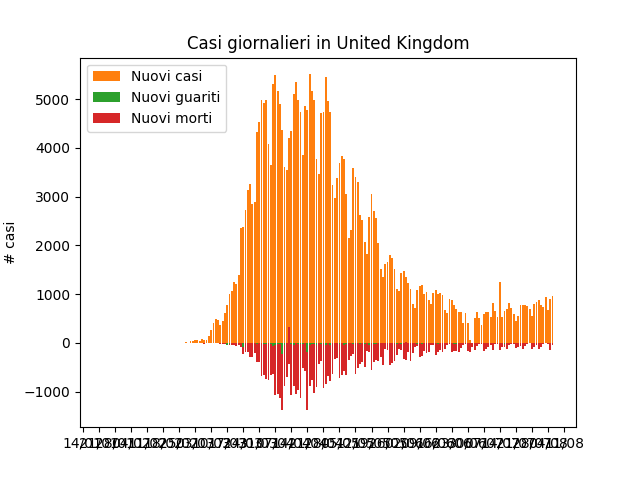 Casi giornalieri in United Kingdom
Nuovi casi
Nuovi guariti
Nuovi morti
# casi
5000
4000
3000
2000
1000
0
−1000